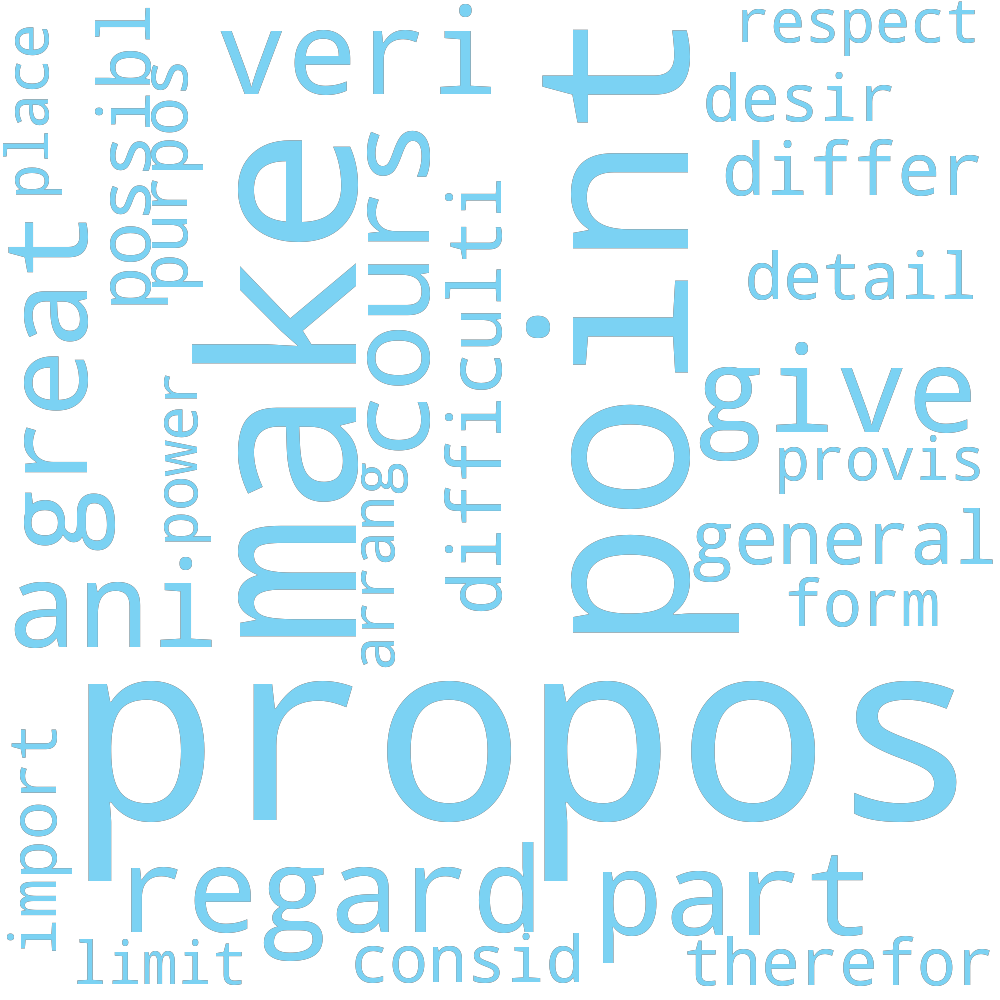 veri
respect
place
possibl
purpos
desir
differ
make
cours
point
difficulti
great
detail
give
power
provis
arrang
general
ani
form
propos
import
regard
part
limit
consid
therefor